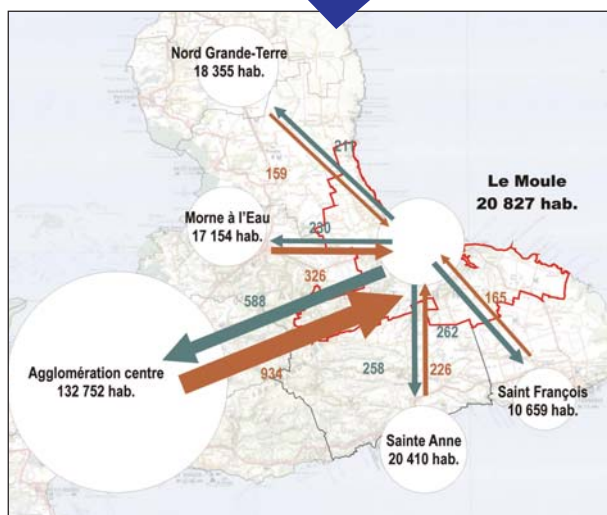 Nord Grande-Terre
18 355 hab.
211
159
Le Moule
20 827 hab.
Morne à l'Eau
17 154 hab.
230
326
588
165
262
Agglomération centre
132 752 hab.
934
258
226
Saint François
10 659 hab.
Sainte Anne
20 410 hab.